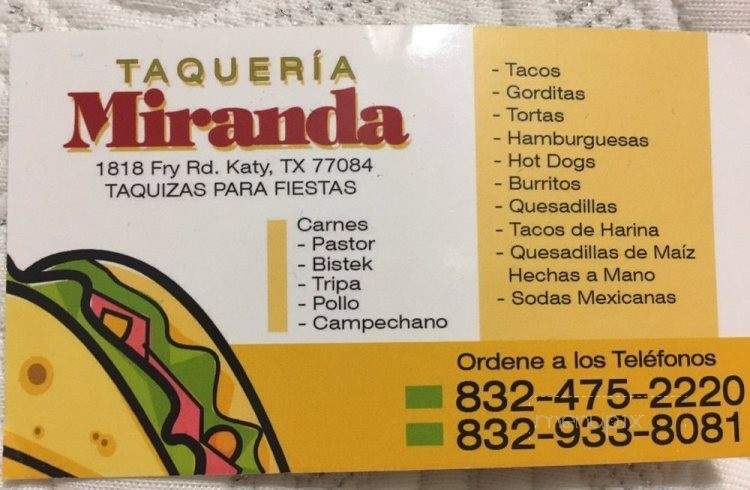 TAQUERÍA
Miranda
1818 Fry Rd. Katy, TX 77084
TAQUIZAS PARA FIESTAS
Carnes
- Pastor
- Bistek
- Tripa
- Pollo
- Campechano
- Tacos
- Gorditas
- Tortas
- Hamburguesas
- Hot Dogs
- Burritos
- Quesadillas
- Tacos de Harina
- Quesadillas de Maíz
Hechas a Mano
- Sodas Mexicanas
Ordene a los Teléfonos
832-475-2220
832-933-8081
menupix